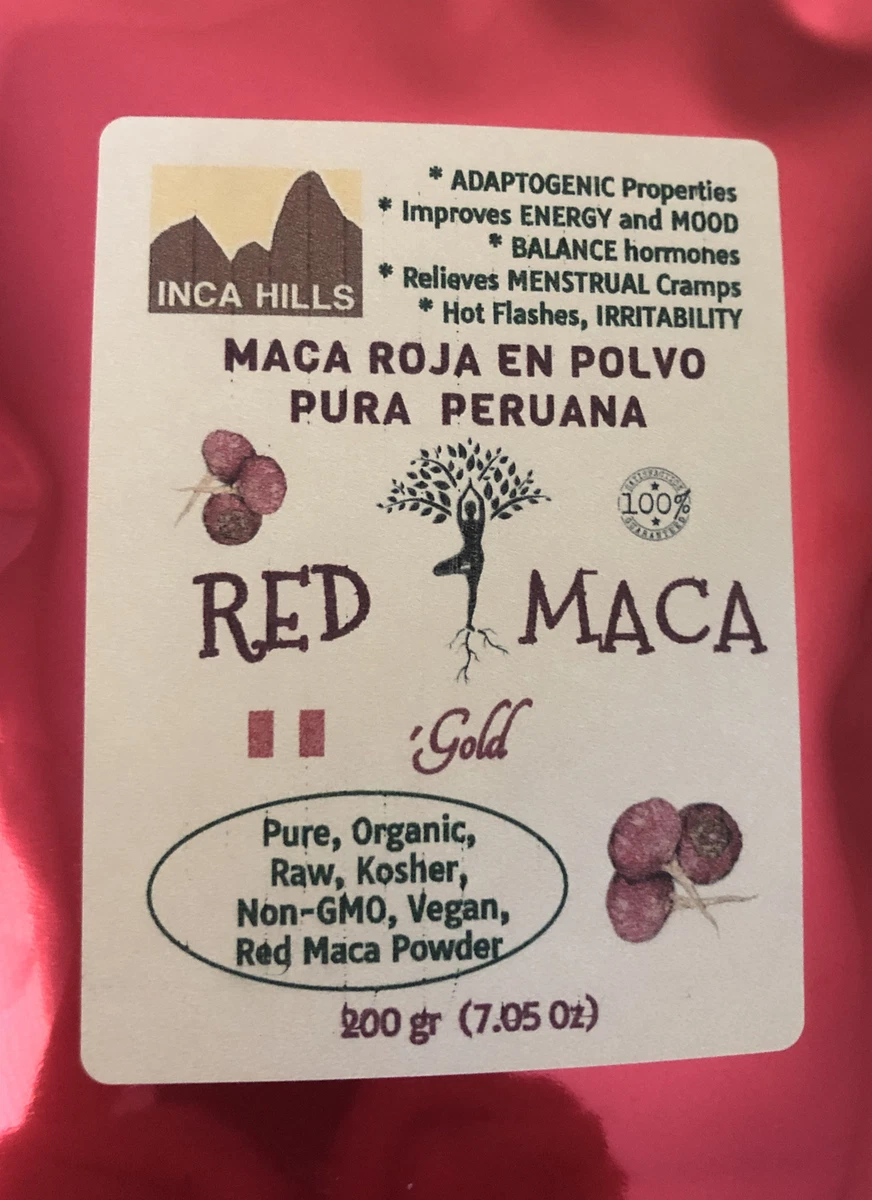 INCA HILLS
* ADAPTOGENIC Properties
* Improves ENERGY and MOOD
* BALANCE hormones
* Relieves MENSTRUAL Cramps
* Hot Flashes, IRRITABILITY
MACA ROJA EN POLVO
PURA PERUANA
SATISFACTION
100%
GUARANTEED
RED MACA
'Gold
Pure, Organic,
Raw, Kosher,
Non-GMO, Vegan,
Red Maca Powder
200 gr (7.05 Oz)